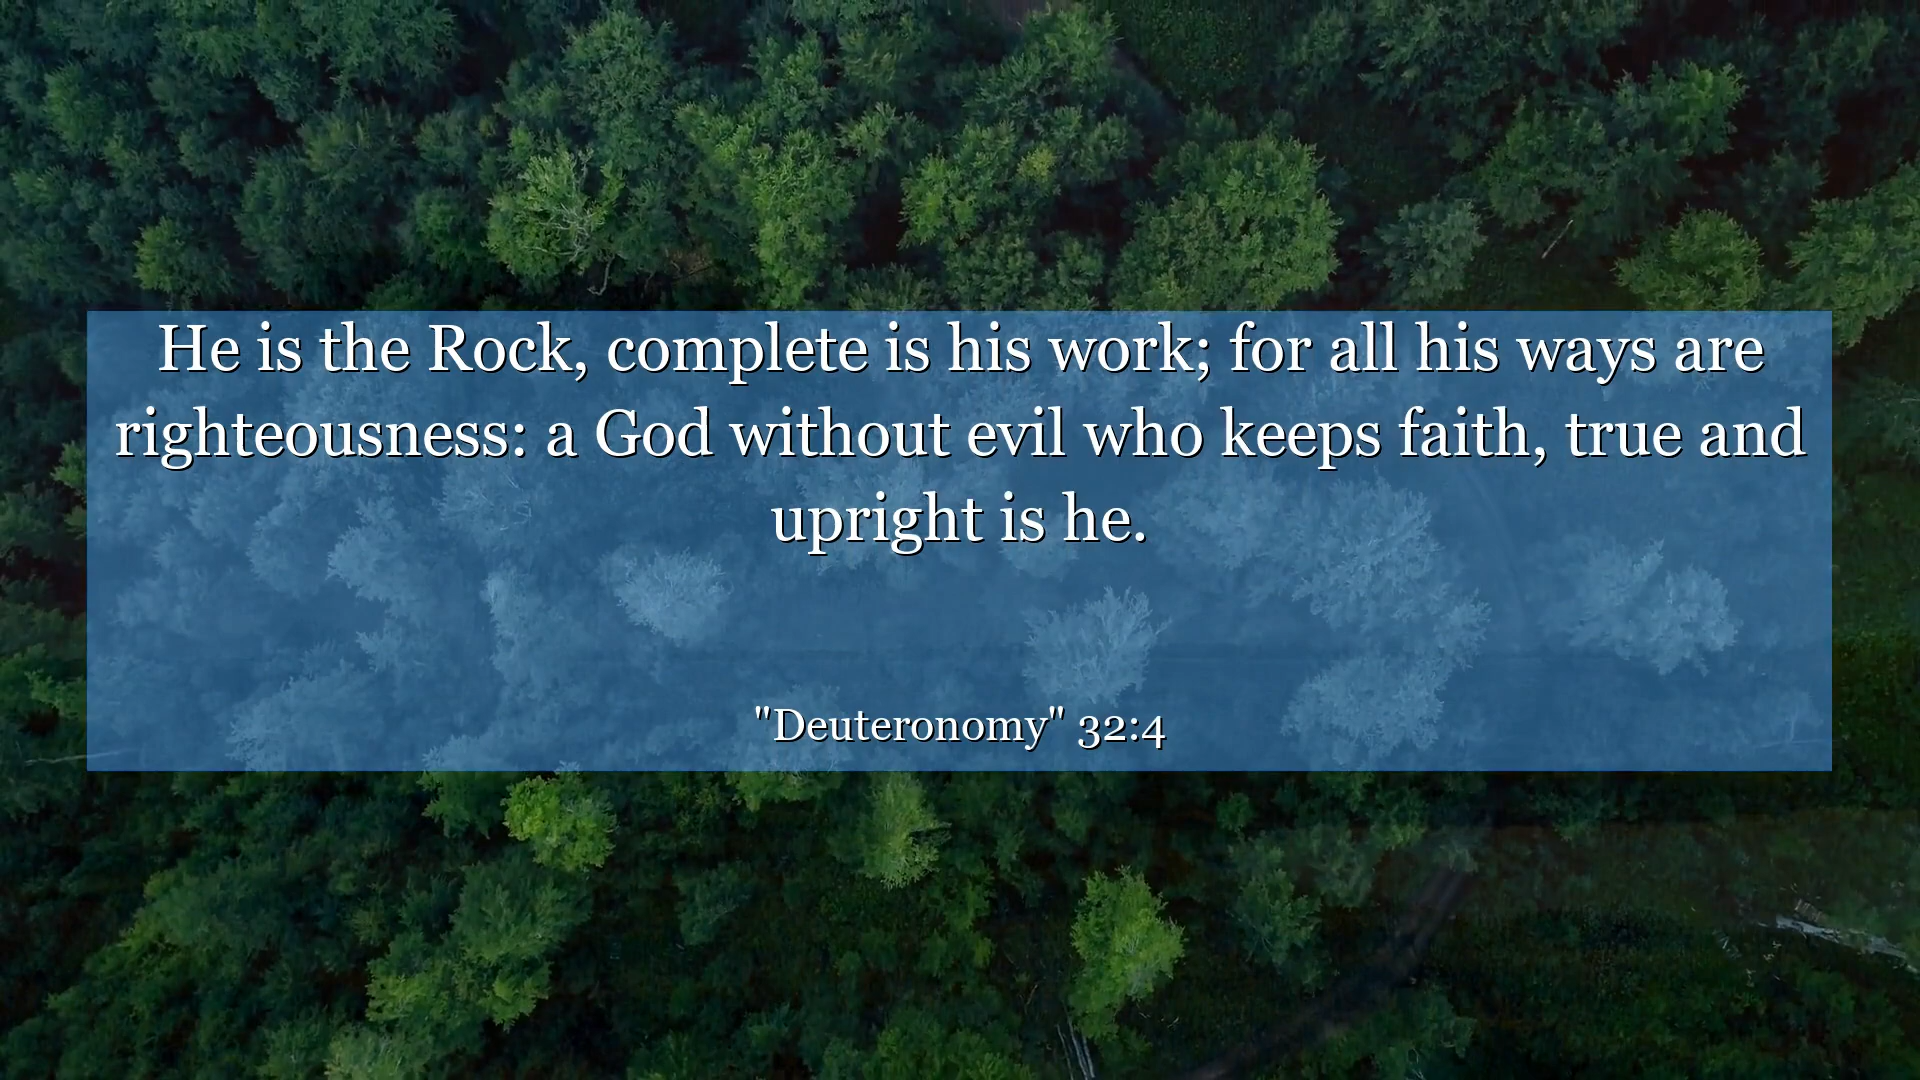 He is the Rock, complete is his work; for all his ways are
righteousness: a God without evil who keeps faith, true and
upright is he.
"Deuteronomy" 32:4